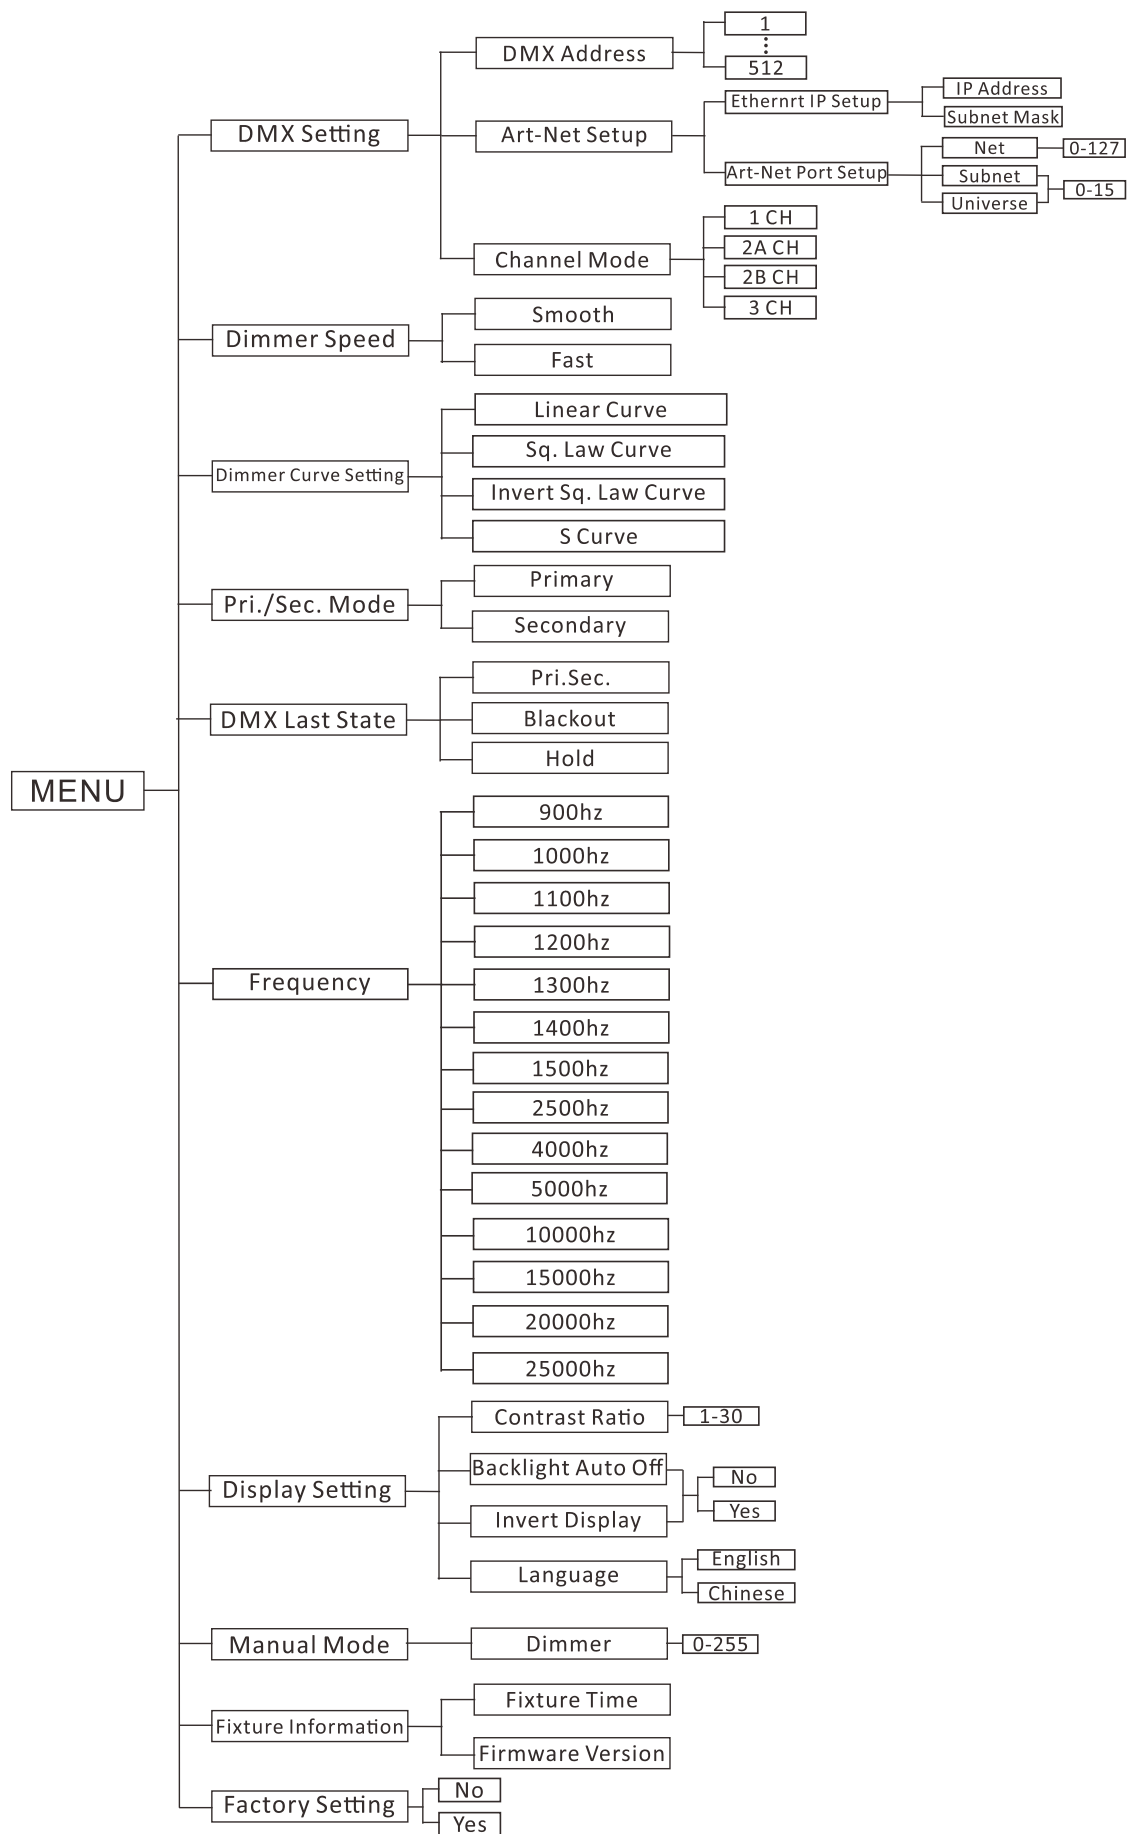 MENU
DMX Setting
DMX Address
1
512
Art-Net Setup
Ethernrt IP Setup
IP Address
Subnet Mask
Art-Net Port Setup
Net
0-127
Subnet
Universe
0-15
Channel Mode
1 CH
2A CH
2B CH
3 CH
Dimmer Speed
Smooth
Fast
Dimmer Curve Setting
Linear Curve
Sq. Law Curve
Invert Sq. Law Curve
S Curve
Pri./Sec. Mode
Primary
Secondary
DMX Last State
Pri.Sec.
Blackout
Hold
Frequency
900hz
1000hz
1100hz
1200hz
1300hz
1400hz
1500hz
2500hz
4000hz
5000hz
10000hz
15000hz
20000hz
25000hz
Display Setting
Contrast Ratio
1-30
Backlight Auto Off
Invert Display
No
Yes
Language
English
Chinese
Manual Mode
Dimmer
0-255
Fixture Information
Fixture Time
Firmware Version
Factory Setting
No
Yes